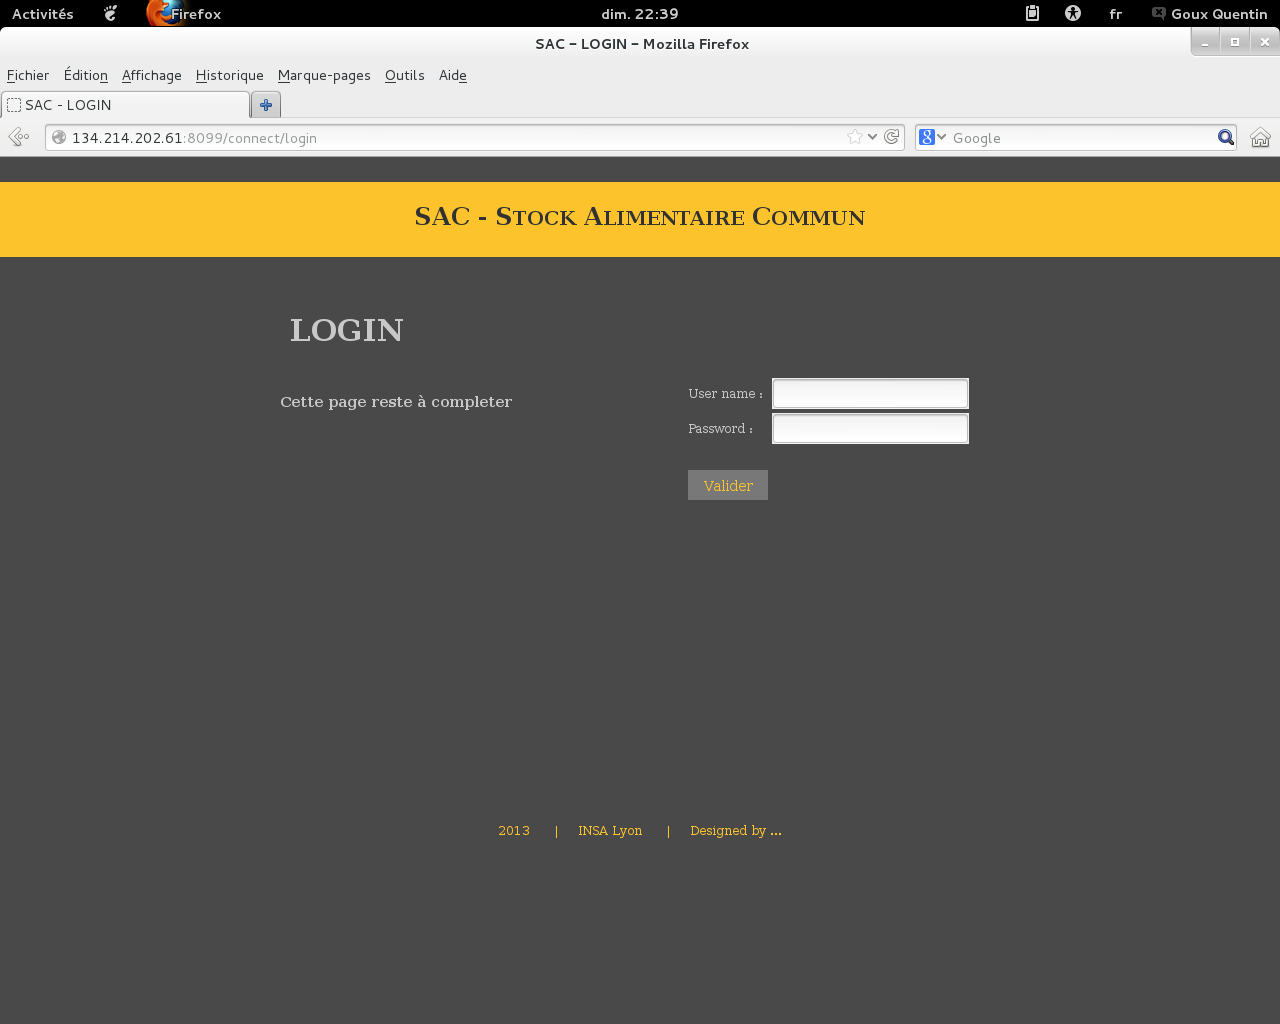 Activités Firefox dim. 22:39 fr Goux Quentin
SAC – LOGIN – Mozilla Firefox
Fichier Édition Affichage Historique Marque-pages Outils Aide
SAC - LOGIN
134.214.202.61:8099/connect/login Google
SAC - Stock Alimentaire Commun
LOGIN
Cette page reste à completer
User name :
Password :
Valider
2013 | INSA Lyon | Designed by ...